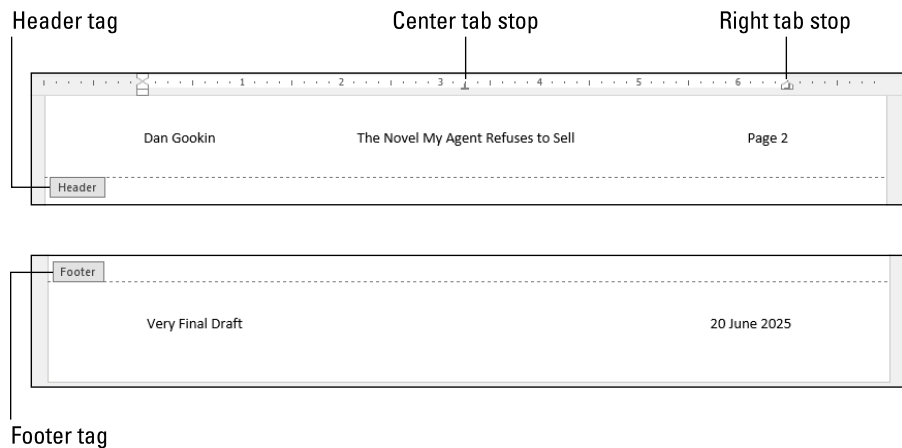 Header tag Center tab stop Right tab stop
1 2 3 4 5 6
Dan Gookin The Novel My Agent Refuses to Sell Page 2
Header
Footer
Very Final Draft 20 June 2025
Footer tag